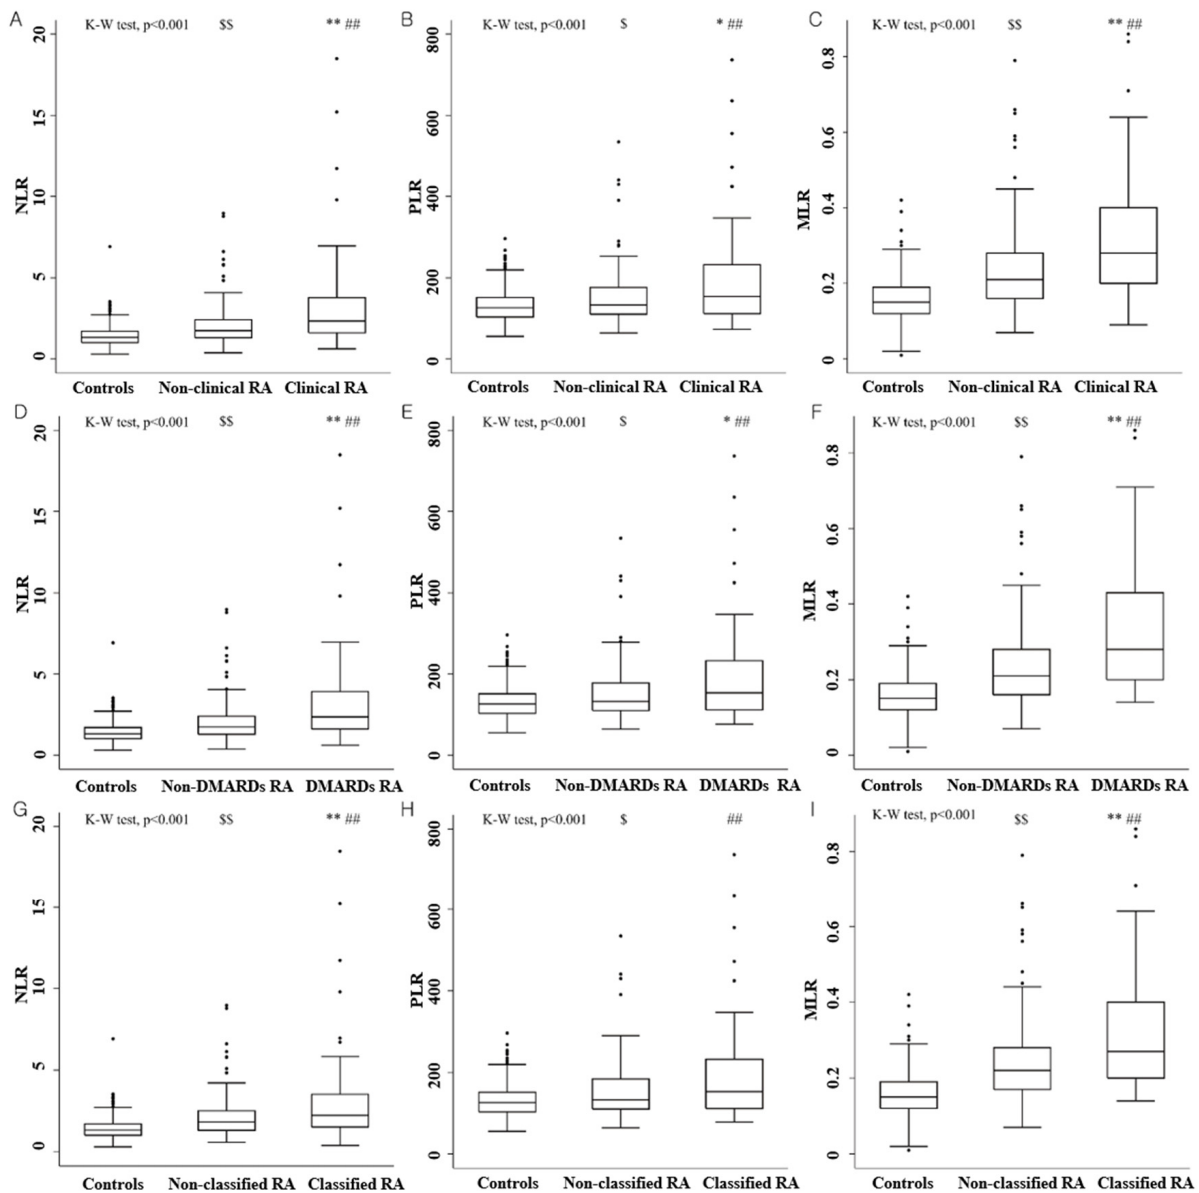 A
K-W test, p<0.001 $$ ** ##
NLR
20
15
10
5
0
Controls Non-clinical RA Clinical RA
B
K-W test, p<0.001 $ * ##
PLR
800
600
400
200
0
Controls Non-clinical RA Clinical RA
C
K-W test, p<0.001 $$ ** ##
MLR
0.8
0.6
0.4
0.2
0
Controls Non-clinical RA Clinical RA
D
K-W test, p<0.001 $$ ** ##
NLR
20
15
10
5
0
Controls Non-DMARDs RA DMARDs RA
E
K-W test, p<0.001 $ * ##
PLR
800
600
400
200
0
Controls Non-DMARDs RA DMARDs RA
F
K-W test, p<0.001 $$ ** ##
MLR
0.8
0.6
0.4
0.2
0
Controls Non-DMARDs RA DMARDs RA
G
K-W test, p<0.001 $$ ** ##
NLR
20
15
10
5
0
Controls Non-classified RA Classified RA
H
K-W test, p<0.001 $ ##
PLR
800
600
400
200
0
Controls Non-classified RA Classified RA
I
K-W test, p<0.001 $$ ** ##
MLR
0.8
0.6
0.4
0.2
0
Controls Non-classified RA Classified RA